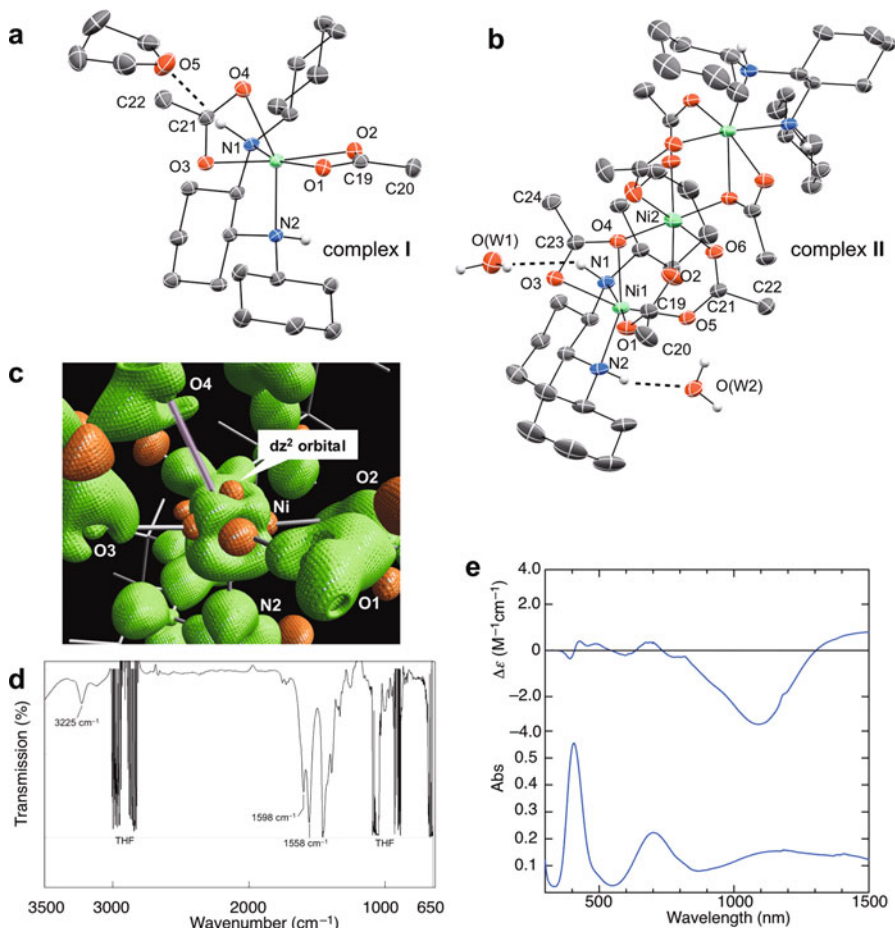 a
O5
O4
C22
C21
N1
O2
O3
O1
C19
C20
N2
complex I
b
C24
O(W1)
C23
O4
Ni2
N1
O6
complex II
O3
O2
Ni1
C19
C21
C22
O1
O5
C20
N2
O(W2)
c
O4
dz² orbital
O2
Ni
O3
N2
O1
d
Transmission (%)
3225 cm⁻¹
1598 cm⁻¹
THF
1558 cm⁻¹
THF
3500
3000
2000
1000
650
Wavenumber (cm⁻¹)
e
Δε (M⁻¹cm⁻¹)
4.0
2.0
0
−2.0
−4.0
Abs
0.5
0.4
0.3
0.2
0.1
500
1000
1500
Wavelength (nm)